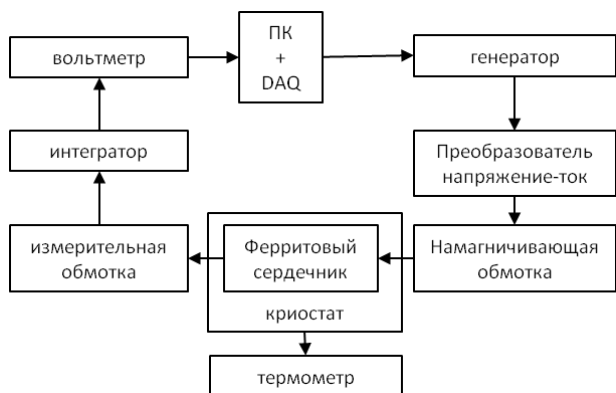 вольтметр
ПК
+
DAQ
генератор
интегратор
Преобразователь
напряжение-ток
измерительная
обмотка
Ферритовый
сердечник
криостат
Намагничивающая
обмотка
термометр